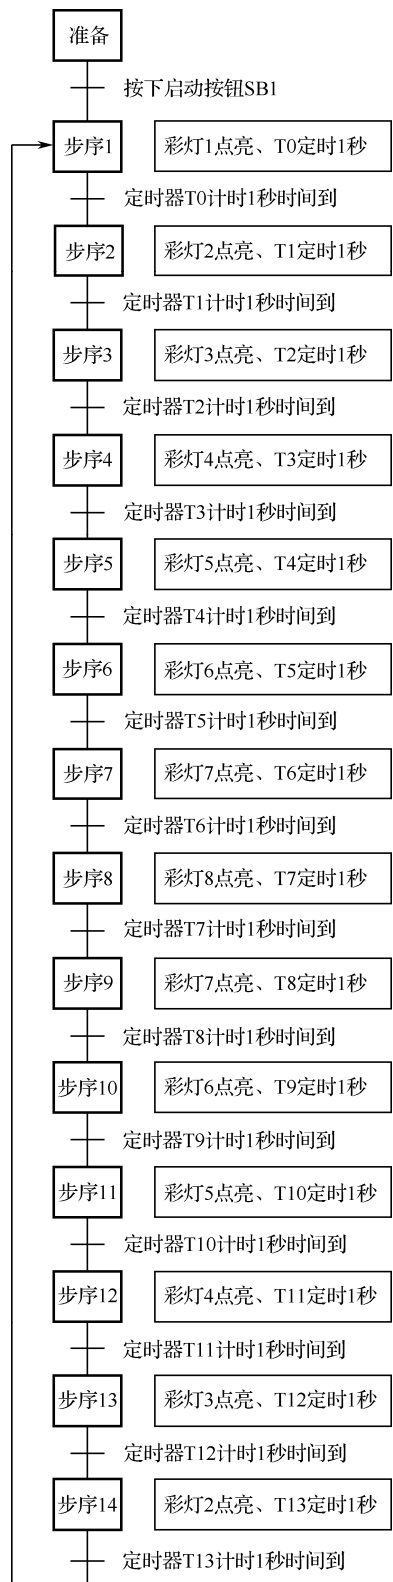 准备
按下启动按钮SB1
步序1 彩灯1点亮、T0定时1秒
定时器T0计时1秒时间到
步序2 彩灯2点亮、T1定时1秒
定时器T1计时1秒时间到
步序3 彩灯3点亮、T2定时1秒
定时器T2计时1秒时间到
步序4 彩灯4点亮、T3定时1秒
定时器T3计时1秒时间到
步序5 彩灯5点亮、T4定时1秒
定时器T4计时1秒时间到
步序6 彩灯6点亮、T5定时1秒
定时器T5计时1秒时间到
步序7 彩灯7点亮、T6定时1秒
定时器T6计时1秒时间到
步序8 彩灯8点亮、T7定时1秒
定时器T7计时1秒时间到
步序9 彩灯7点亮、T8定时1秒
定时器T8计时1秒时间到
步序10 彩灯6点亮、T9定时1秒
定时器T9计时1秒时间到
步序11 彩灯5点亮、T10定时1秒
定时器T10计时1秒时间到
步序12 彩灯4点亮、T11定时1秒
定时器T11计时1秒时间到
步序13 彩灯3点亮、T12定时1秒
定时器T12计时1秒时间到
步序14 彩灯2点亮、T13定时1秒
定时器T13计时1秒时间到